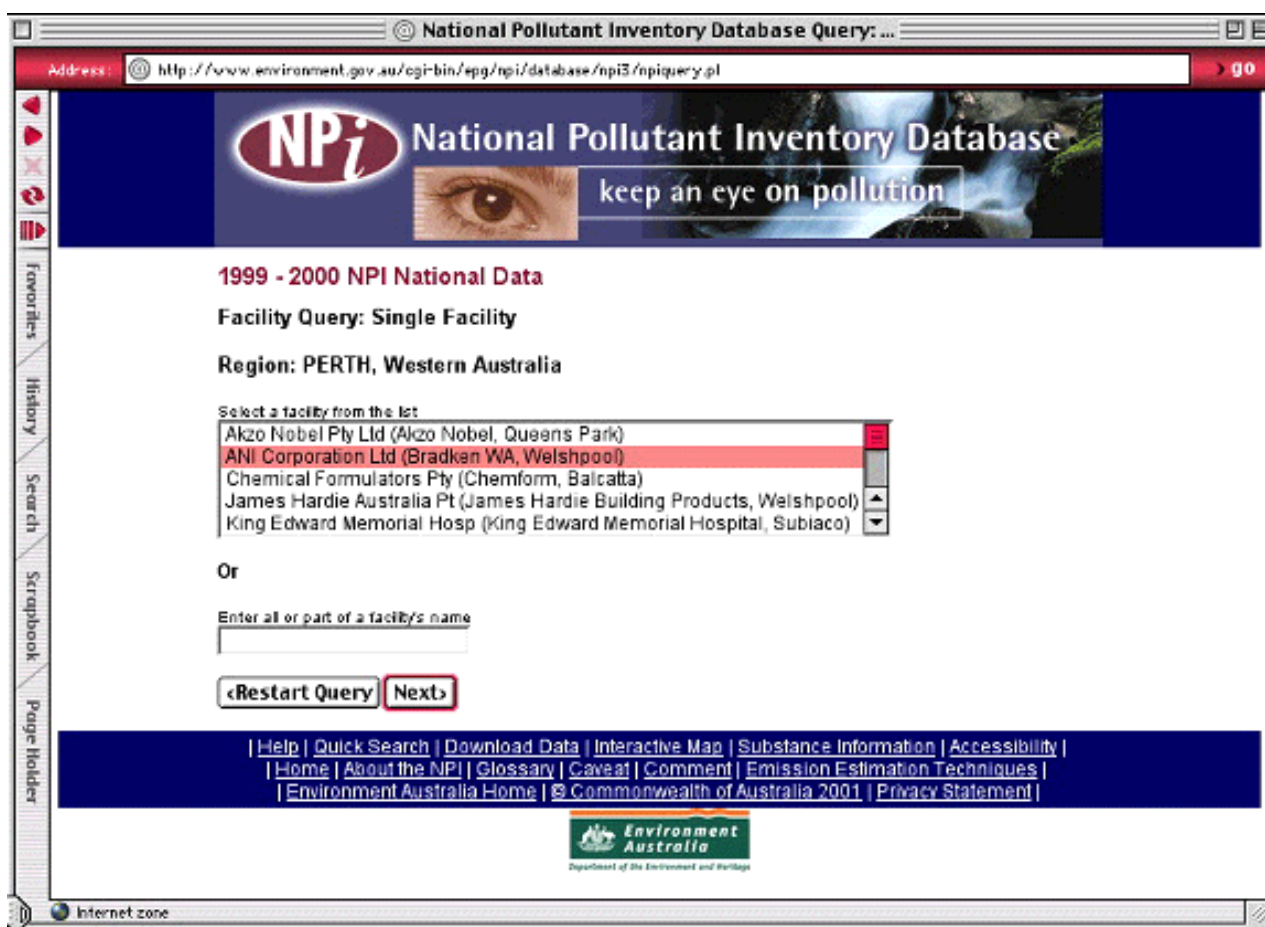 National Pollutant Inventory Database Query: ...
Address: http://www.environment.gov.au/cgi-bin/epg/npi/database/npi3/npiquery.pl go
NPi National Pollutant Inventory Database
keep an eye on pollution
Favorites
History
Search
Scrapbook
Page Holder
1999 - 2000 NPI National Data
Facility Query: Single Facility
Region: PERTH, Western Australia
Select a facility from the list
Akzo Nobel Pty Ltd (Akzo Nobel, Queens Park)
ANI Corporation Ltd (Bradken WA, Welshpool)
Chemical Formulators Pty (Chemform, Balcatta)
James Hardie Australia Pt (James Hardie Building Products, Welshpool)
King Edward Memorial Hosp (King Edward Memorial Hospital, Subiaco)
Or
Enter all or part of a facility's name
‹Restart Query Next›
| Help | Quick Search | Download Data | Interactive Map | Substance Information | Accessibility |
| Home | About the NPI | Glossary | Caveat | Comment | Emission Estimation Techniques |
| Environment Australia Home | © Commonwealth of Australia 2001 | Privacy Statement |
Environment
Australia
Department of the Environment and Heritage
Internet zone